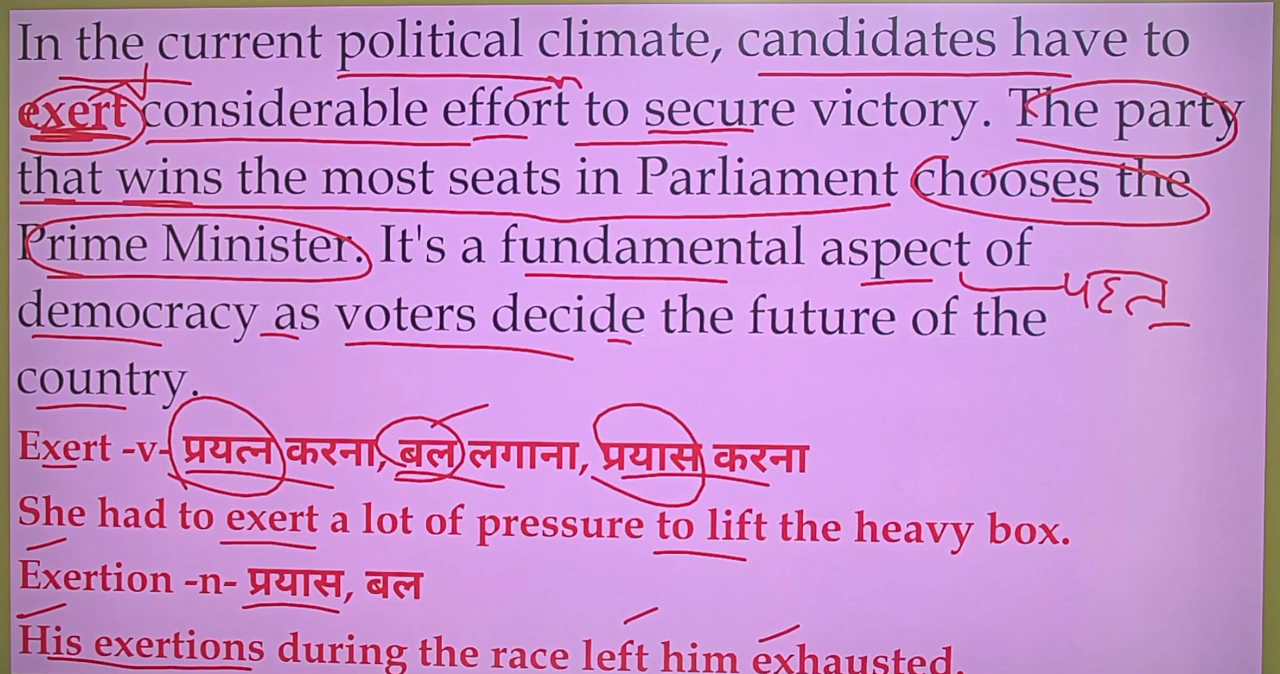 In the current political climate, candidates have to
exert considerable effort to secure victory. The party
that wins the most seats in Parliament chooses the
Prime Minister. It's a fundamental aspect of
democracy as voters decide the future of the
country.
Exert -v- प्रयत्न करना, बल लगाना, प्रयास करना
She had to exert a lot of pressure to lift the heavy box.
Exertion -n- प्रयास, बल
His exertions during the race left him exhausted.